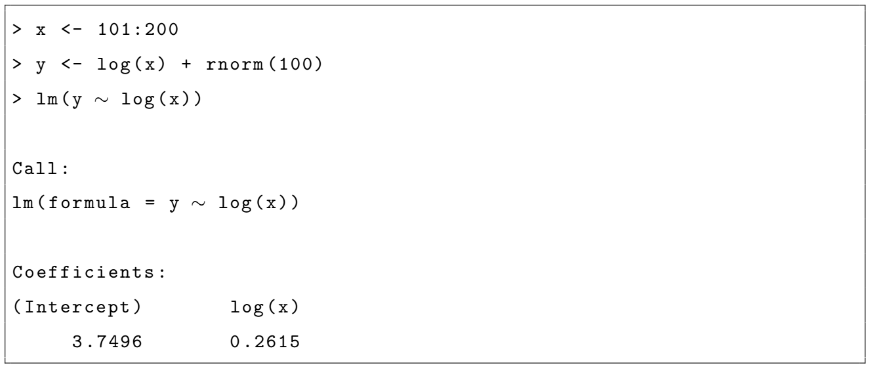 > x <- 101:200
> y <- log(x) + rnorm(100)
> lm(y ∼ log(x))
Call:
lm(formula = y ∼ log(x))
Coefficients:
(Intercept) log(x)
3.7496 0.2615